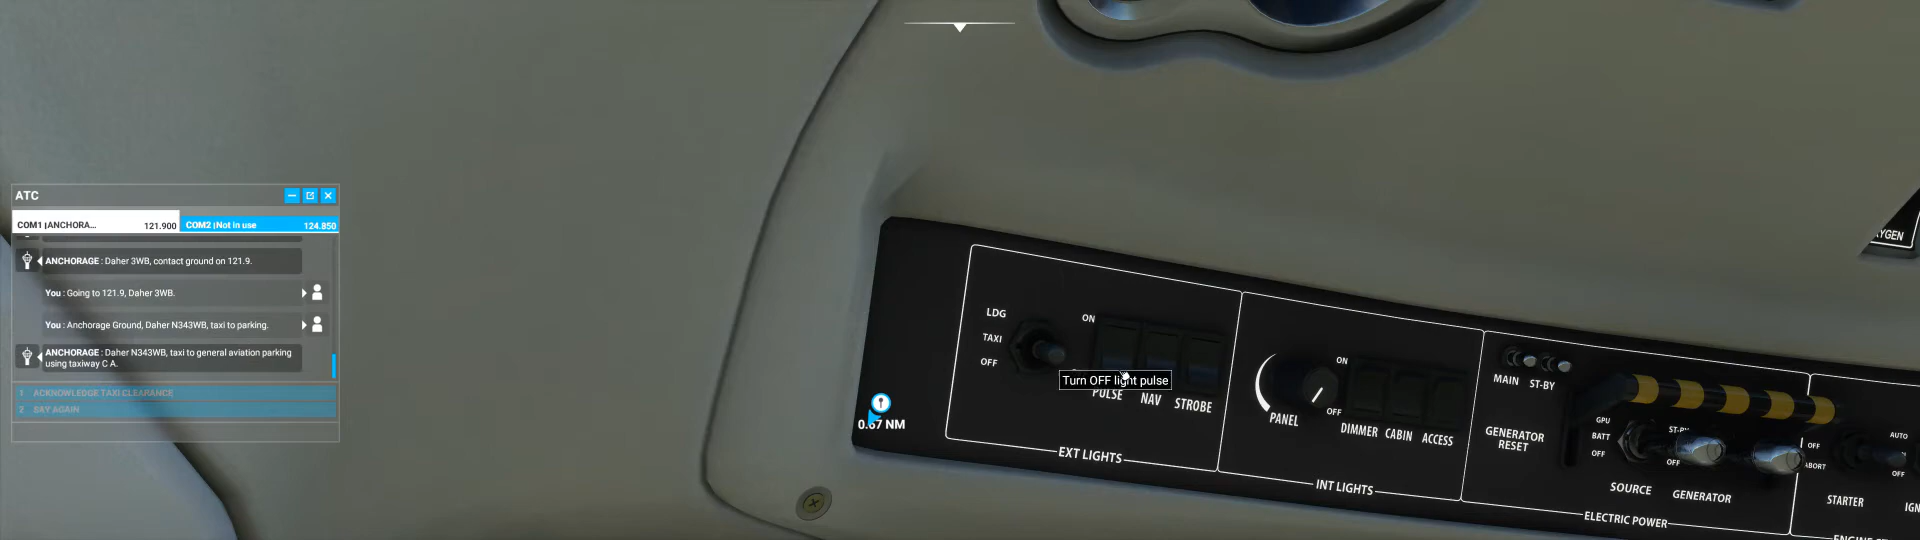 ATC
COM1 |ANCHORA... 121.900
COM2 |Not in use 124.850
ANCHORAGE : Daher 3WB, contact ground on 121.9.
You : Going to 121.9, Daher 3WB.
You : Anchorage Ground, Daher N343WB, taxi to parking.
ANCHORAGE : Daher N343WB, taxi to general aviation parking
using taxiway C A.
1 ACKNOWLEDGE TAXI CLEARANCE
2 SAY AGAIN
0.67 NM
LDG
TAXI
OFF
ON
Turn OFF light pulse
PULSE NAV STROBE
EXT LIGHTS
ON
OFF
PANEL
DIMMER CABIN ACCESS
INT LIGHTS
MAIN ST-BY
GENERATOR
RESET
GPU
BATT
OFF
SOURCE
OFF
GENERATOR
ELECTRIC POWER
OFF
AUTO
OFF
STARTER